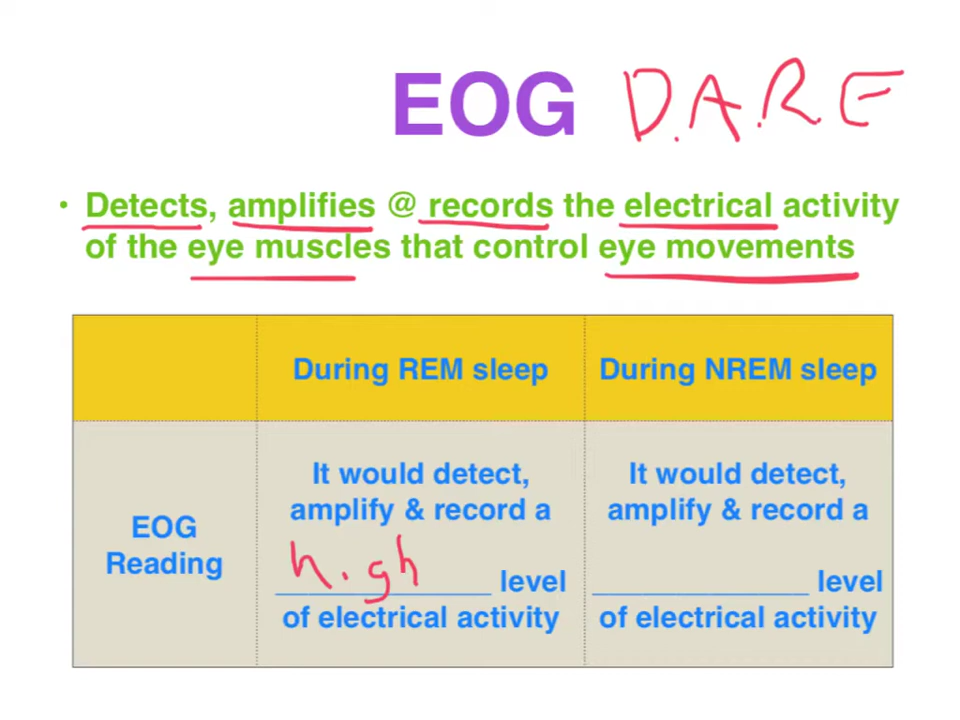 EOG D.A.R.E
• Detects, amplifies @ records the electrical activity
of the eye muscles that control eye movements
During REM sleep
During NREM sleep
EOG
Reading
It would detect,
amplify & record a
high level
of electrical activity
It would detect,
amplify & record a
______________ level
of electrical activity